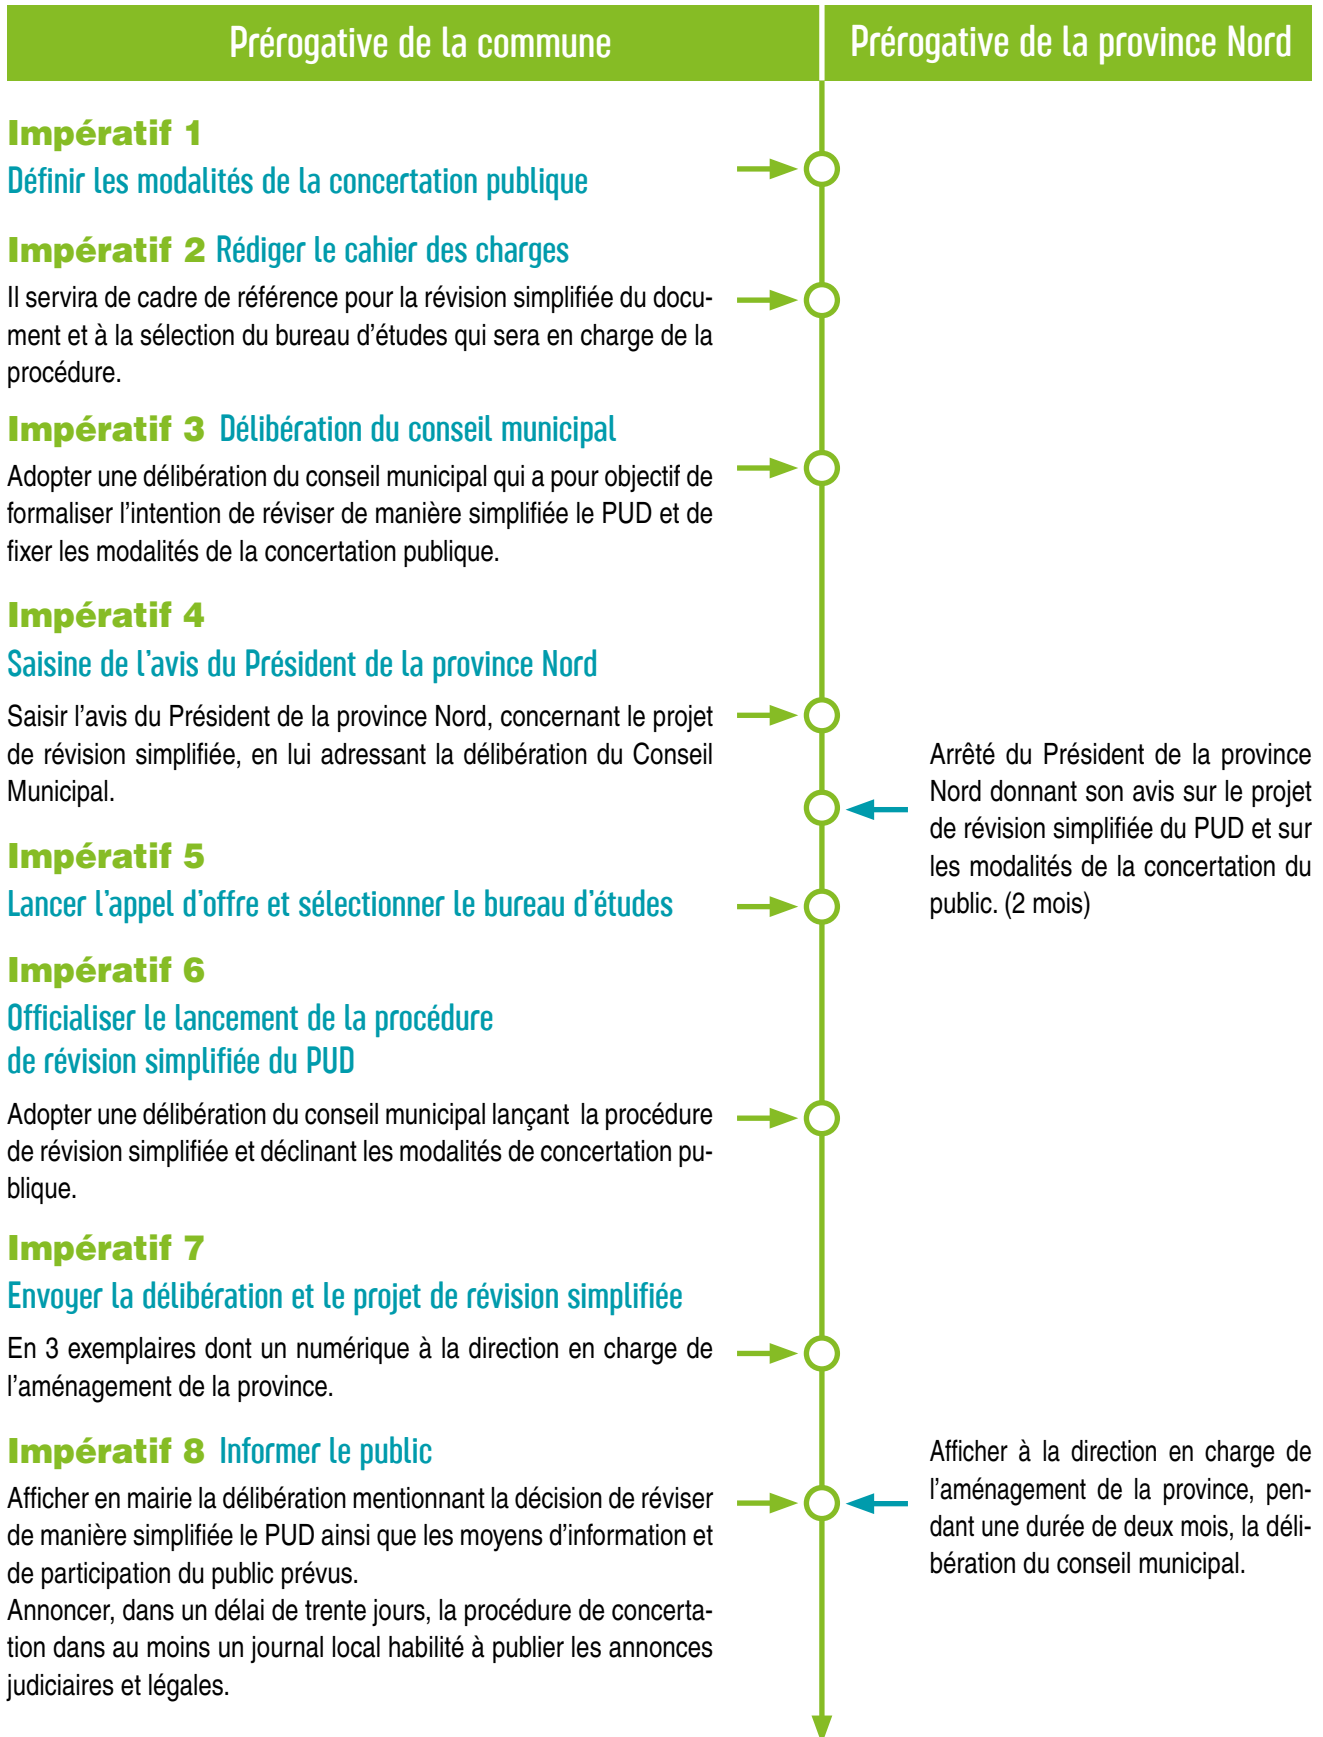 Prérogative de la commune
Prérogative de la province Nord
Impératif 1
Définir les modalités de la concertation publique
Impératif 2 Rédiger le cahier des charges
Il servira de cadre de référence pour la révision simplifiée du docu-
ment et à la sélection du bureau d'études qui sera en charge de la
procédure.
Impératif 3 Délibération du conseil municipal
Adopter une délibération du conseil municipal qui a pour objectif de
formaliser l'intention de réviser de manière simplifiée le PUD et de
fixer les modalités de la concertation publique.
Impératif 4
Saisine de l'avis du Président de la province Nord
Saisir l'avis du Président de la province Nord, concernant le projet
de révision simplifiée, en lui adressant la délibération du Conseil
Municipal.
Arrêté du Président de la province
Nord donnant son avis sur le projet
de révision simplifiée du PUD et sur
les modalités de la concertation du
public. (2 mois)
Impératif 5
Lancer l'appel d'offre et sélectionner le bureau d'études
Impératif 6
Officialiser le lancement de la procédure
de révision simplifiée du PUD
Adopter une délibération du conseil municipal lançant la procédure
de révision simplifiée et déclinant les modalités de concertation pu-
blique.
Impératif 7
Envoyer la délibération et le projet de révision simplifiée
En 3 exemplaires dont un numérique à la direction en charge de
l'aménagement de la province.
Impératif 8 Informer le public
Afficher en mairie la délibération mentionnant la décision de réviser
de manière simplifiée le PUD ainsi que les moyens d'information et
de participation du public prévus.
Annoncer, dans un délai de trente jours, la procédure de concerta-
tion dans au moins un journal local habilité à publier les annonces
judiciaires et légales.
Afficher à la direction en charge de
l'aménagement de la province, pen-
dant une durée de deux mois, la déli-
bération du conseil municipal.